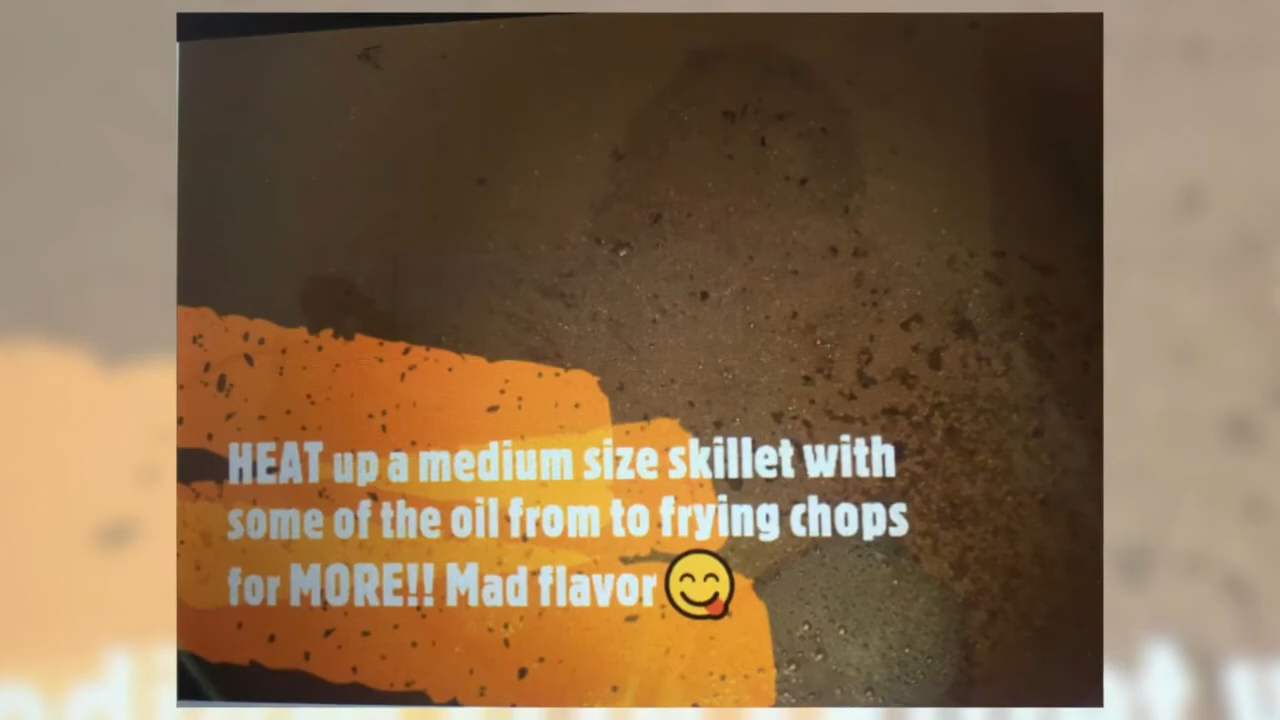 HEAT up a medium size skillet with
some of the oil from to frying chops
for MORE!! Mad flavor 😋